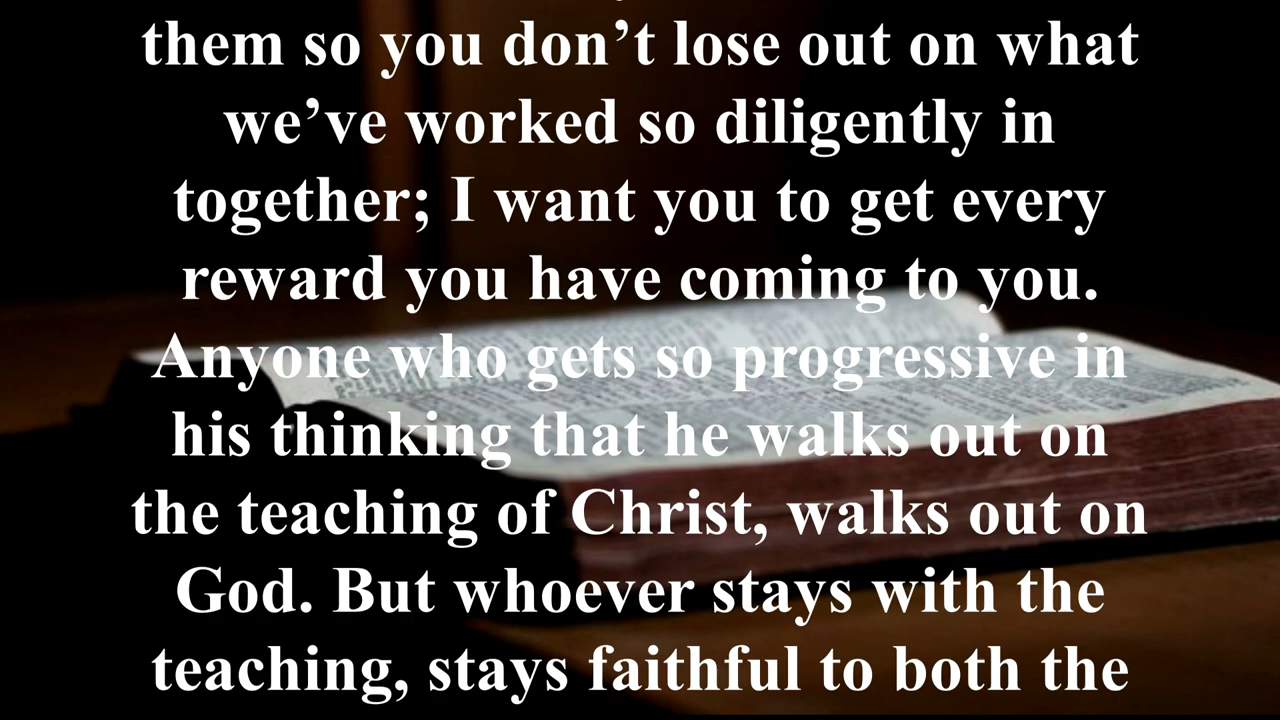 them so you don’t lose out on what
we’ve worked so diligently in
together; I want you to get every
reward you have coming to you.
Anyone who gets so progressive in
his thinking that he walks out on
the teaching of Christ, walks out on
God. But whoever stays with the
teaching, stays faithful to both the